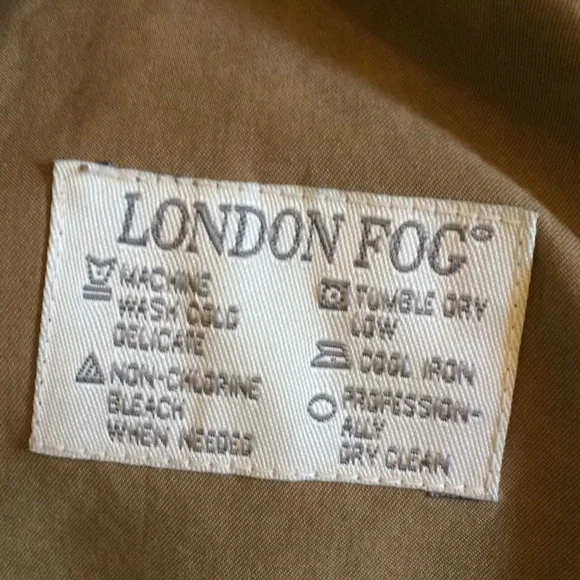 LONDON FOG®
MACHINE
WASH COLD
DELICATE
NON-CHLORINE
BLEACH
WHEN NEEDED
TUMBLE DRY
LOW
COOL IRON
PROFESSION-
ALLY
DRY CLEAN